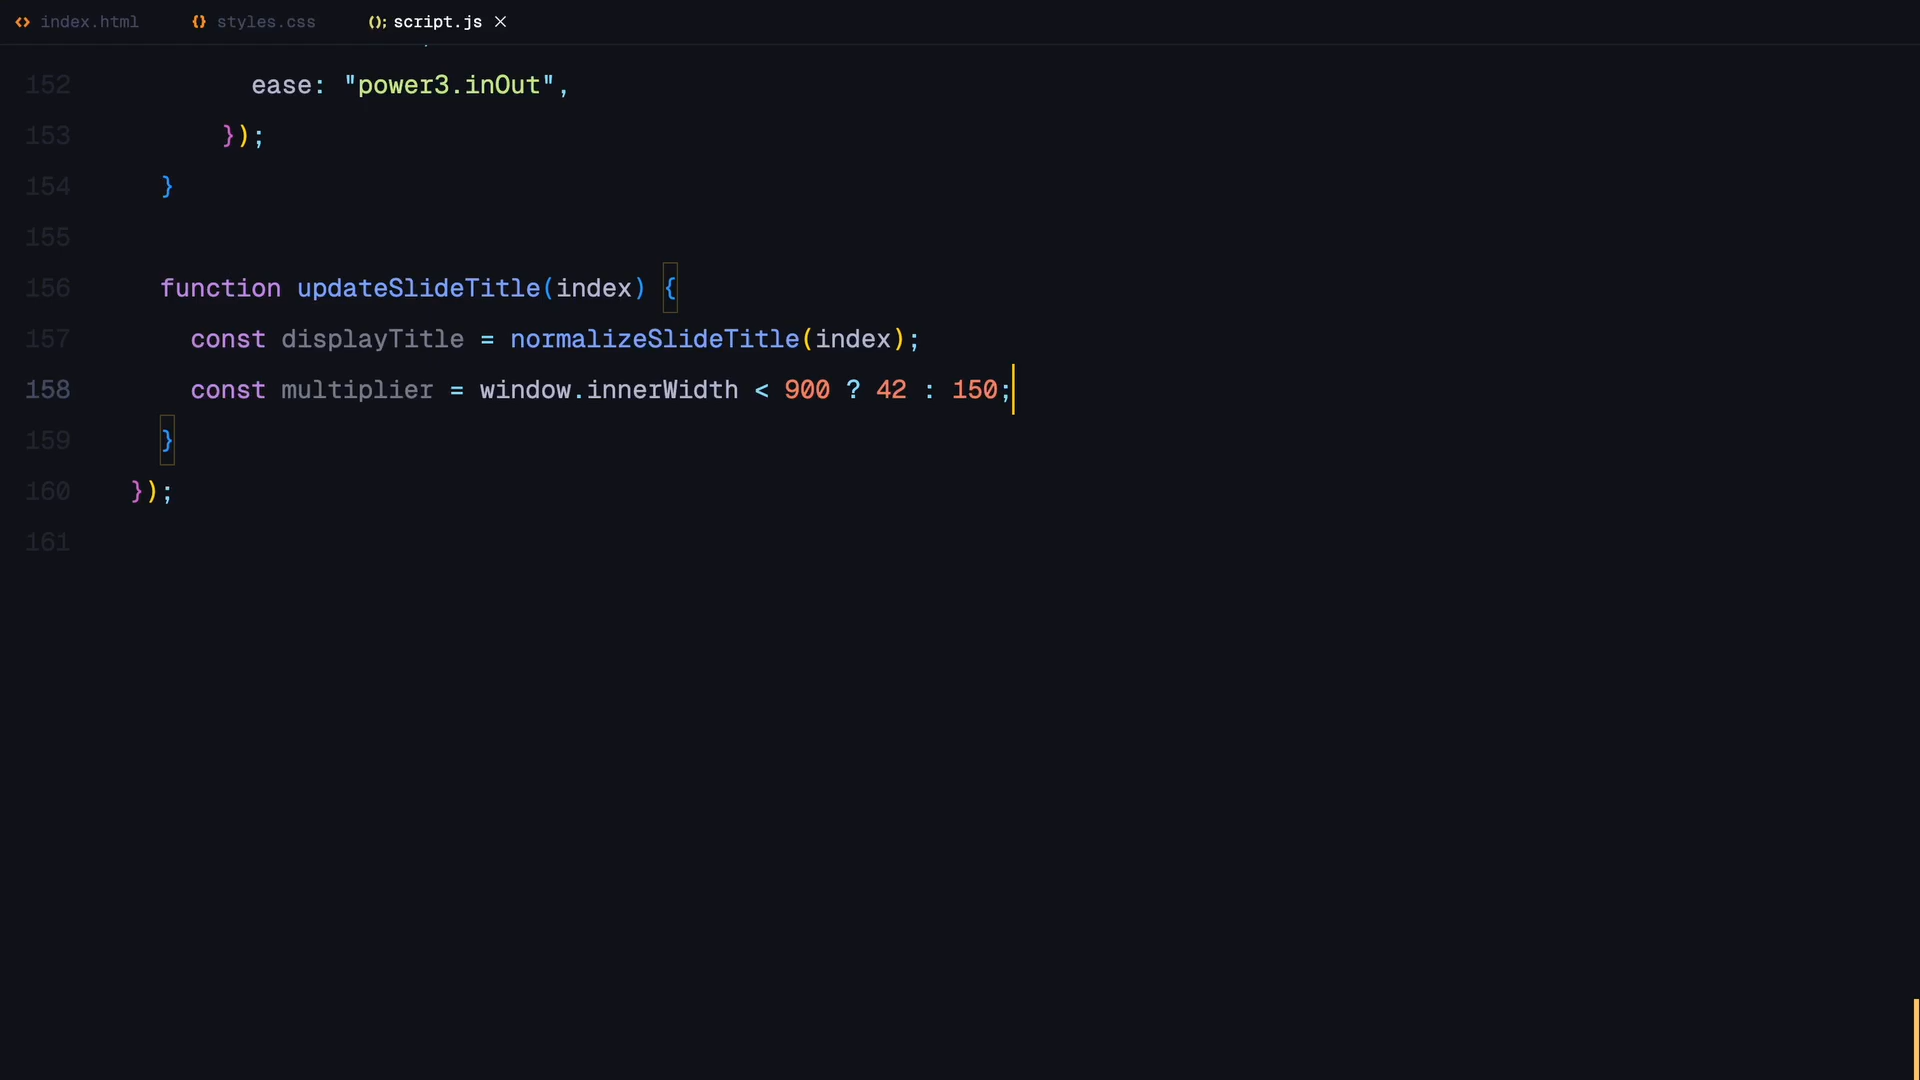 index.html styles.css script.js
152 ease: "power3.inOut",
153 });
154 }
155
156 function updateSlideTitle(index) {
157 const displayTitle = normalizeSlideTitle(index);
158 const multiplier = window.innerWidth < 900 ? 42 : 150;
159 }
160 });
161